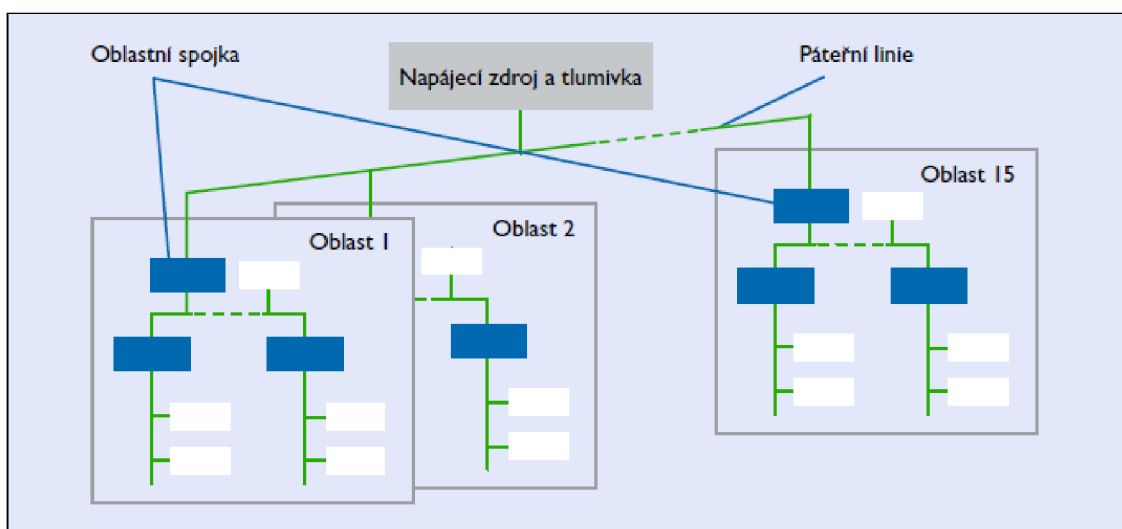 Oblastní spojka
Napájecí zdroj a tlumivka
Páteřní linie
Oblast 15
Oblast 2
Oblast 1